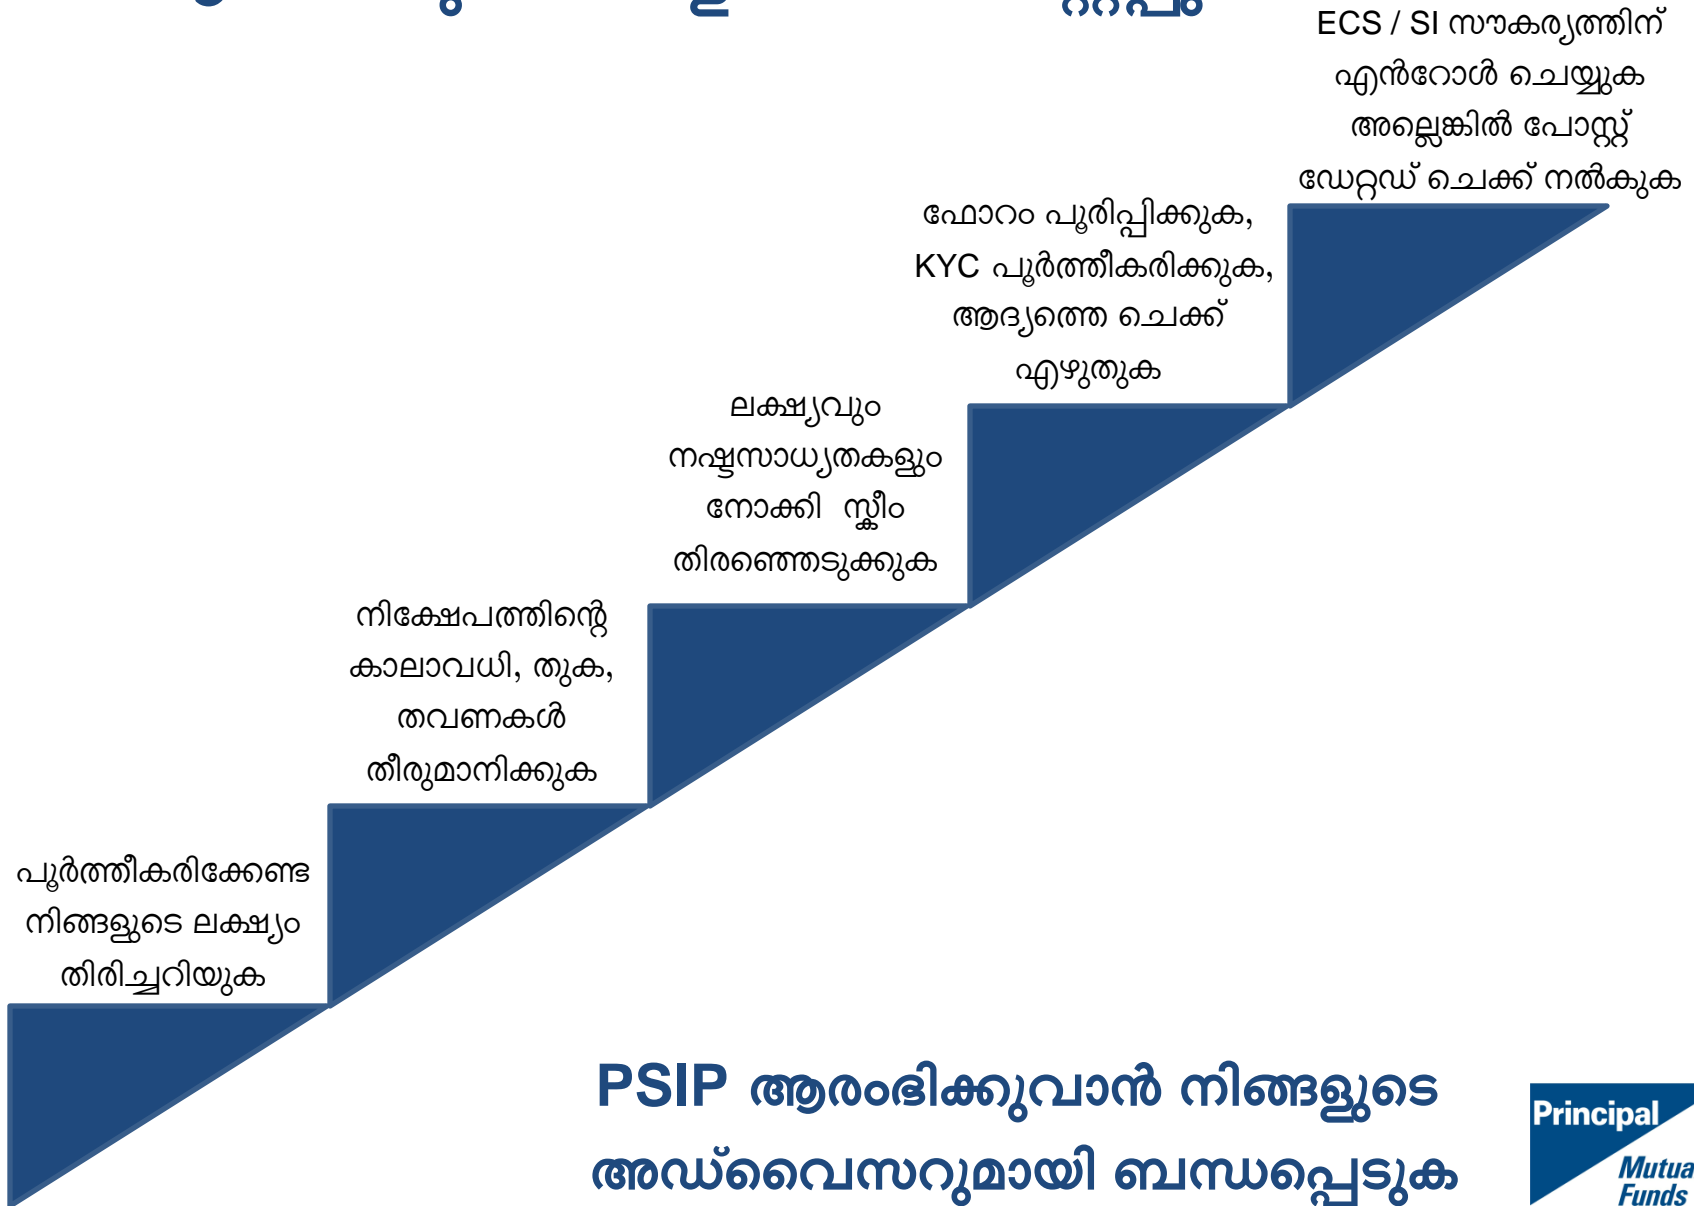 ECS / SI സൗകര്യത്തിന്
എൻറോൾ ചെയ്യുക
അല്ലെങ്കിൽ പോസ്റ്റ്
ഡേറ്റഡ് ചെക്ക് നൽകുക
ഫോറം പൂരിപ്പിക്കുക,
KYC പൂർത്തീകരിക്കുക,
ആദ്യത്തെ ചെക്ക്
എഴുതുക
ലക്ഷ്യവും
നഷ്ടസാധ്യതകളും
നോക്കി സ്കീം
തിരഞ്ഞെടുക്കുക
നിക്ഷേപത്തിന്റെ
കാലാവധി, തുക,
തവണകൾ
തീരുമാനിക്കുക
പൂർത്തീകരിക്കേണ്ട
നിങ്ങളുടെ ലക്ഷ്യം
തിരിച്ചറിയുക
PSIP ആരംഭിക്കുവാൻ നിങ്ങളുടെ
അഡ്വൈസറുമായി ബന്ധപ്പെടുക
Principal
Mutua
Funds